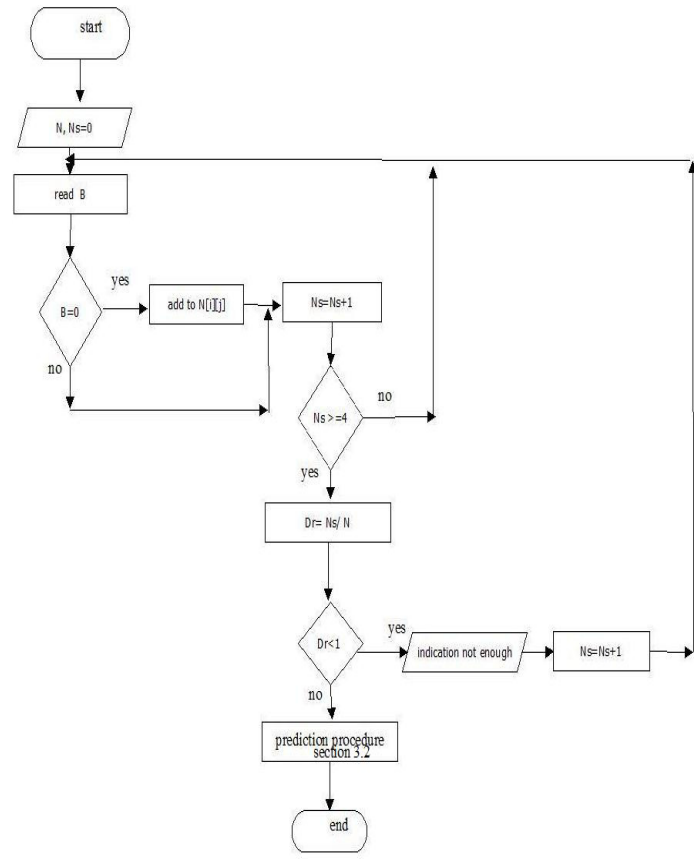 start
N, Ns=0
read B
B=0
yes
add to N[i][j]
Ns=Ns+1
no
Ns >=4
no
yes
Dr= Ns/ N
Dr<1
yes
indication not enough
Ns=Ns+1
no
prediction procedure
section 3.2
end